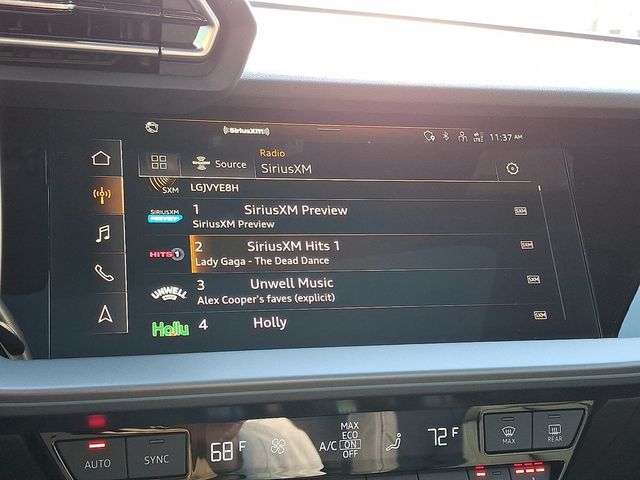 ((SiriusXM))
11:37 AM
Source
Radio
SiriusXM
SXM
LGJVYE8H
SIRIUSXM PREVIEW
1 SiriusXM Preview
SXM
SiriusXM Preview
HITS 1
2 SiriusXM Hits 1
SXM
Lady Gaga - The Dead Dance
UNWELL
3 Unwell Music
SXM
Alex Cooper's faves (explicit)
Holly
4 Holly
SXM
AUTO
SYNC
68 F
A/C
MAX
ECO
ON
OFF
72 F
MAX
REAR